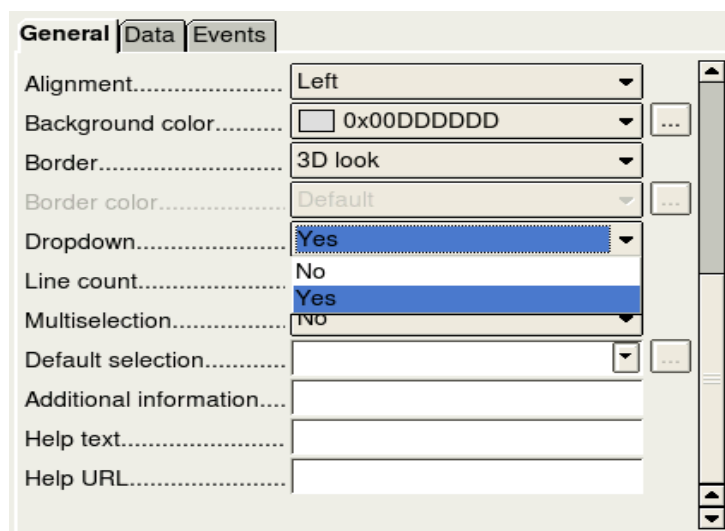 General Data Events
Alignment...................... Left
Background color.......... 0x00DDDDDD ...
Border........................... 3D look
Border color................... Default ...
Dropdown...................... Yes
No
Line count......................
Yes
Multiselection................. No
Default selection............ ...
Additional information....
Help text........................
Help URL.......................